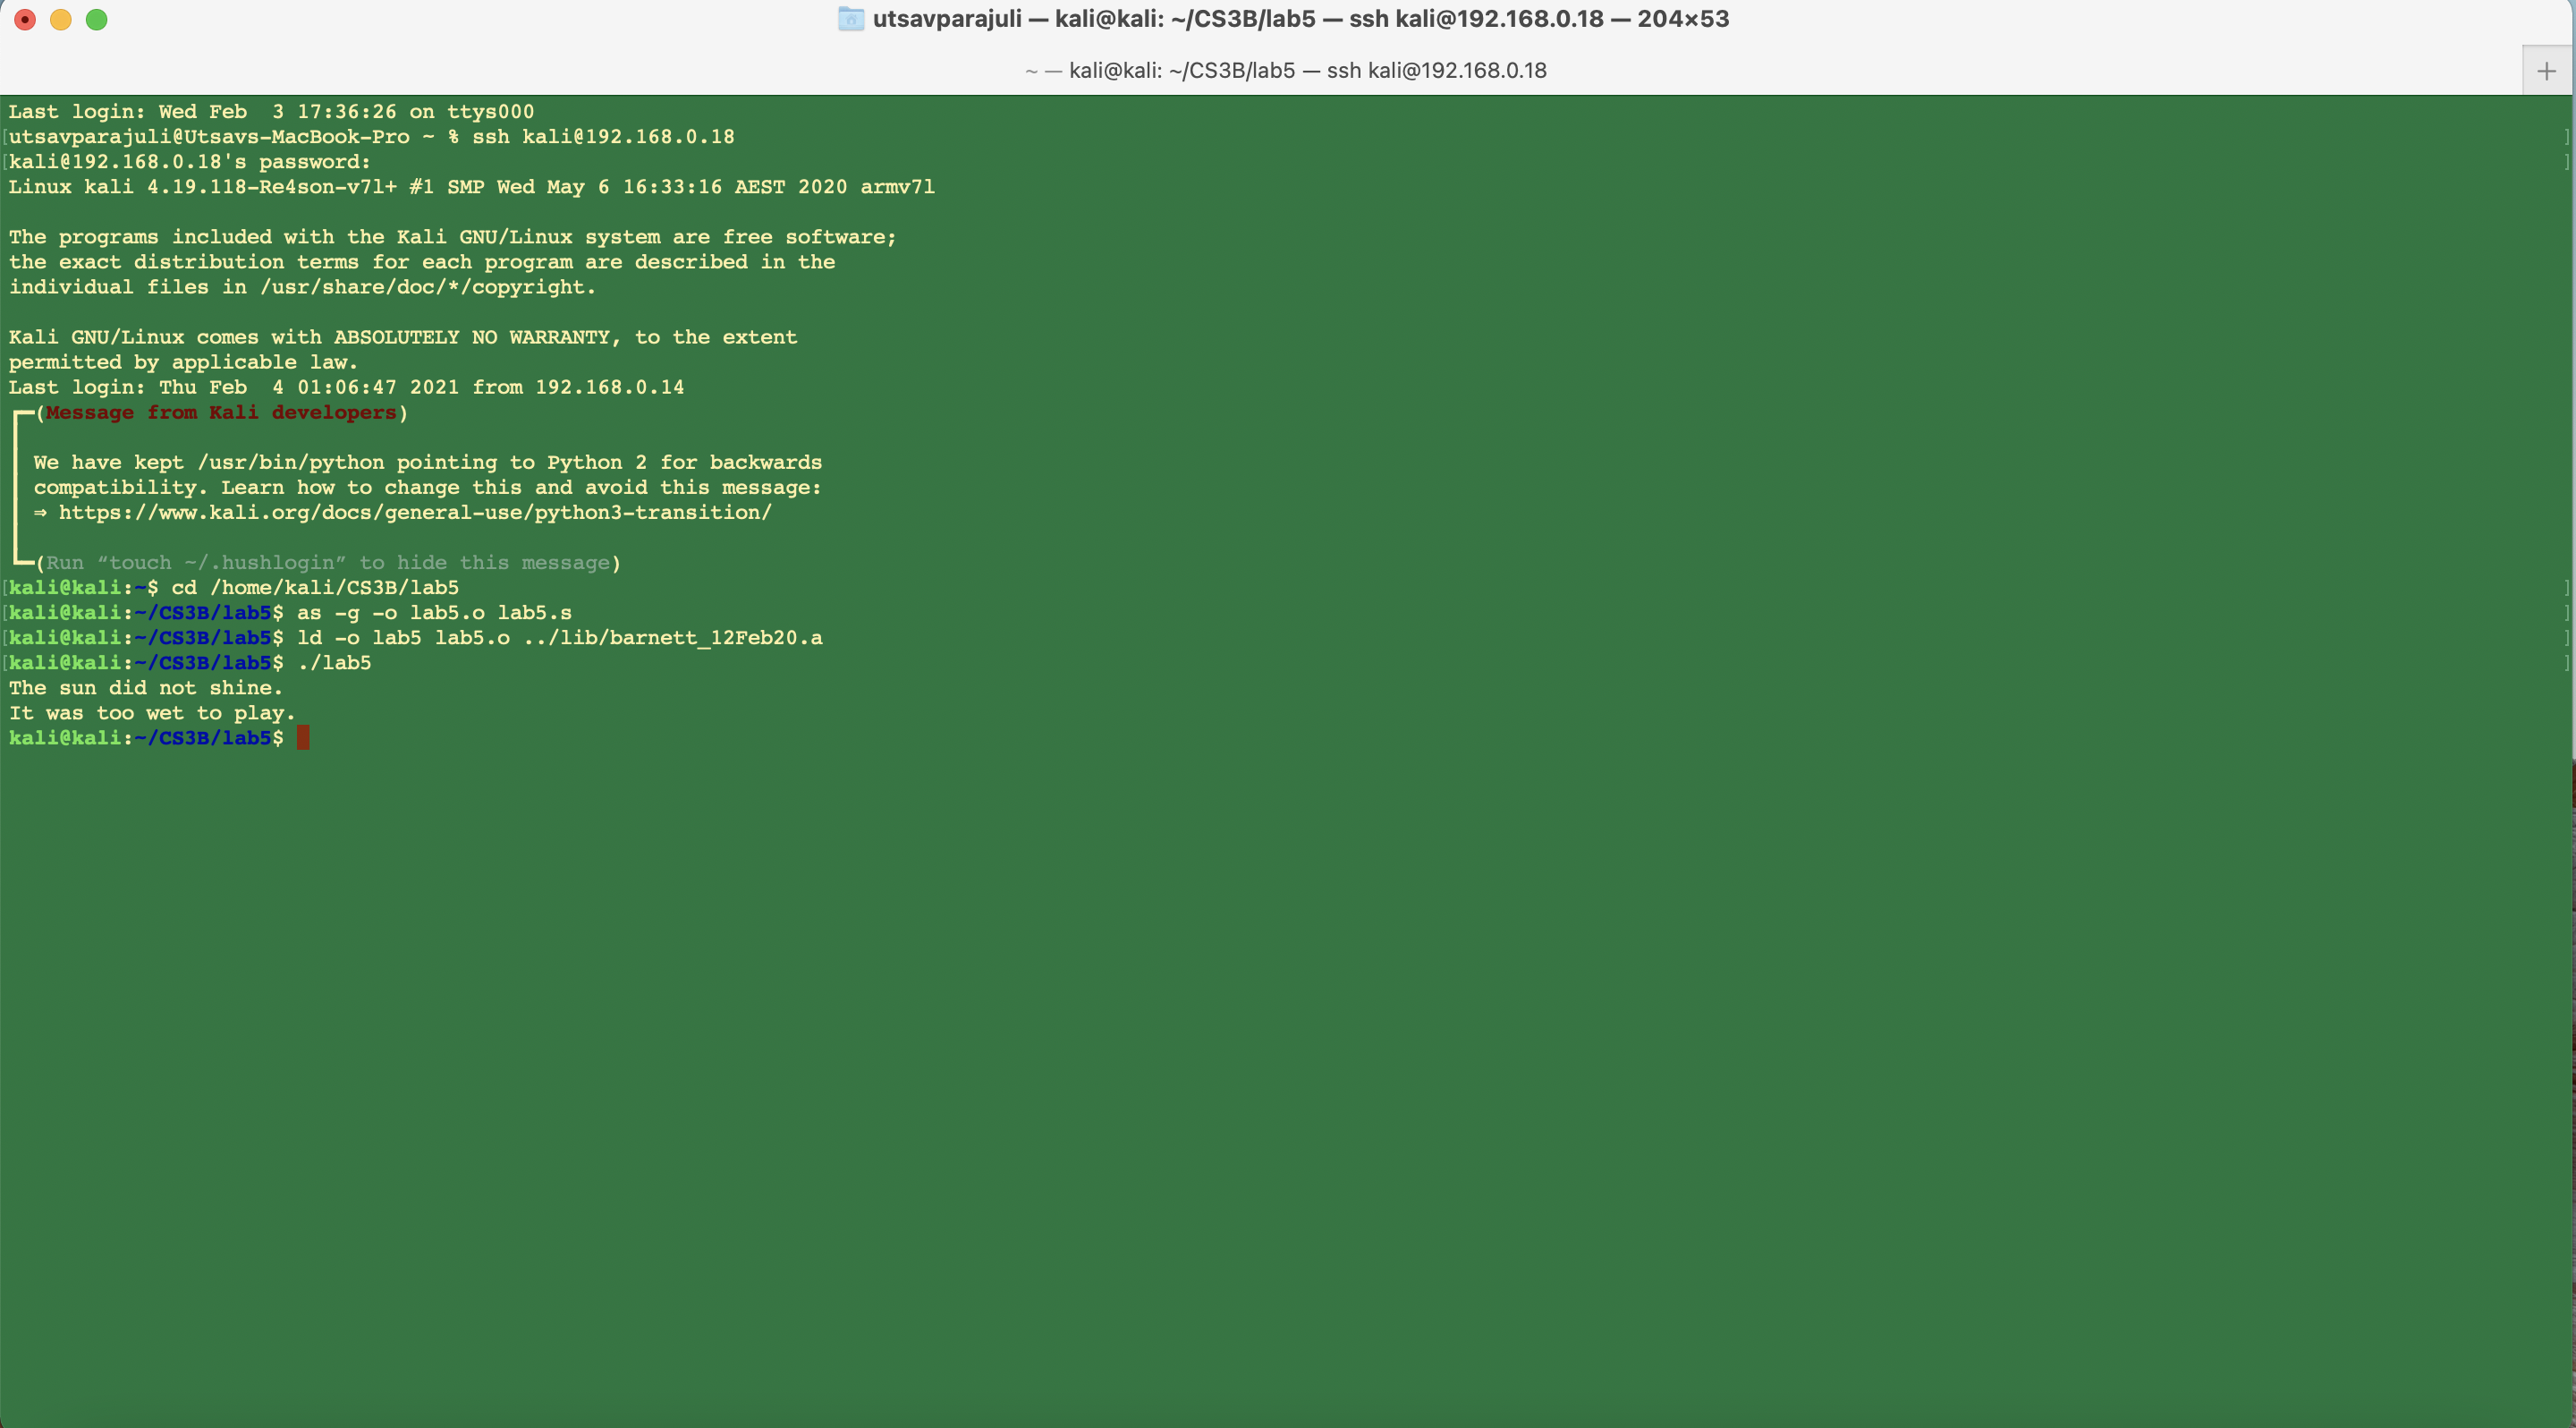 utsavparajuli — kali@kali: ~/CS3B/lab5 — ssh kali@192.168.0.18 — 204×53
~ — kali@kali: ~/CS3B/lab5 — ssh kali@192.168.0.18
+
Last login: Wed Feb  3 17:36:26 on ttys000
[utsavparajuli@Utsavs-MacBook-Pro ~ % ssh kali@192.168.0.18 ]
[kali@192.168.0.18's password: ]
Linux kali 4.19.118-Re4son-v7l+ #1 SMP Wed May 6 16:33:16 AEST 2020 armv7l
The programs included with the Kali GNU/Linux system are free software;
the exact distribution terms for each program are described in the
individual files in /usr/share/doc/*/copyright.
Kali GNU/Linux comes with ABSOLUTELY NO WARRANTY, to the extent
permitted by applicable law.
Last login: Thu Feb  4 01:06:47 2021 from 192.168.0.14
┏━(Message from Kali developers)
┃ We have kept /usr/bin/python pointing to Python 2 for backwards
┃ compatibility. Learn how to change this and avoid this message:
┃ ⇒ https://www.kali.org/docs/general-use/python3-transition/
┗━(Run “touch ~/.hushlogin” to hide this message)
[kali@kali:~$ cd /home/kali/CS3B/lab5 ]
[kali@kali:~/CS3B/lab5$ as -g -o lab5.o lab5.s ]
[kali@kali:~/CS3B/lab5$ ld -o lab5 lab5.o ../lib/barnett_12Feb20.a ]
[kali@kali:~/CS3B/lab5$ ./lab5 ]
The sun did not shine.
It was too wet to play.
kali@kali:~/CS3B/lab5$